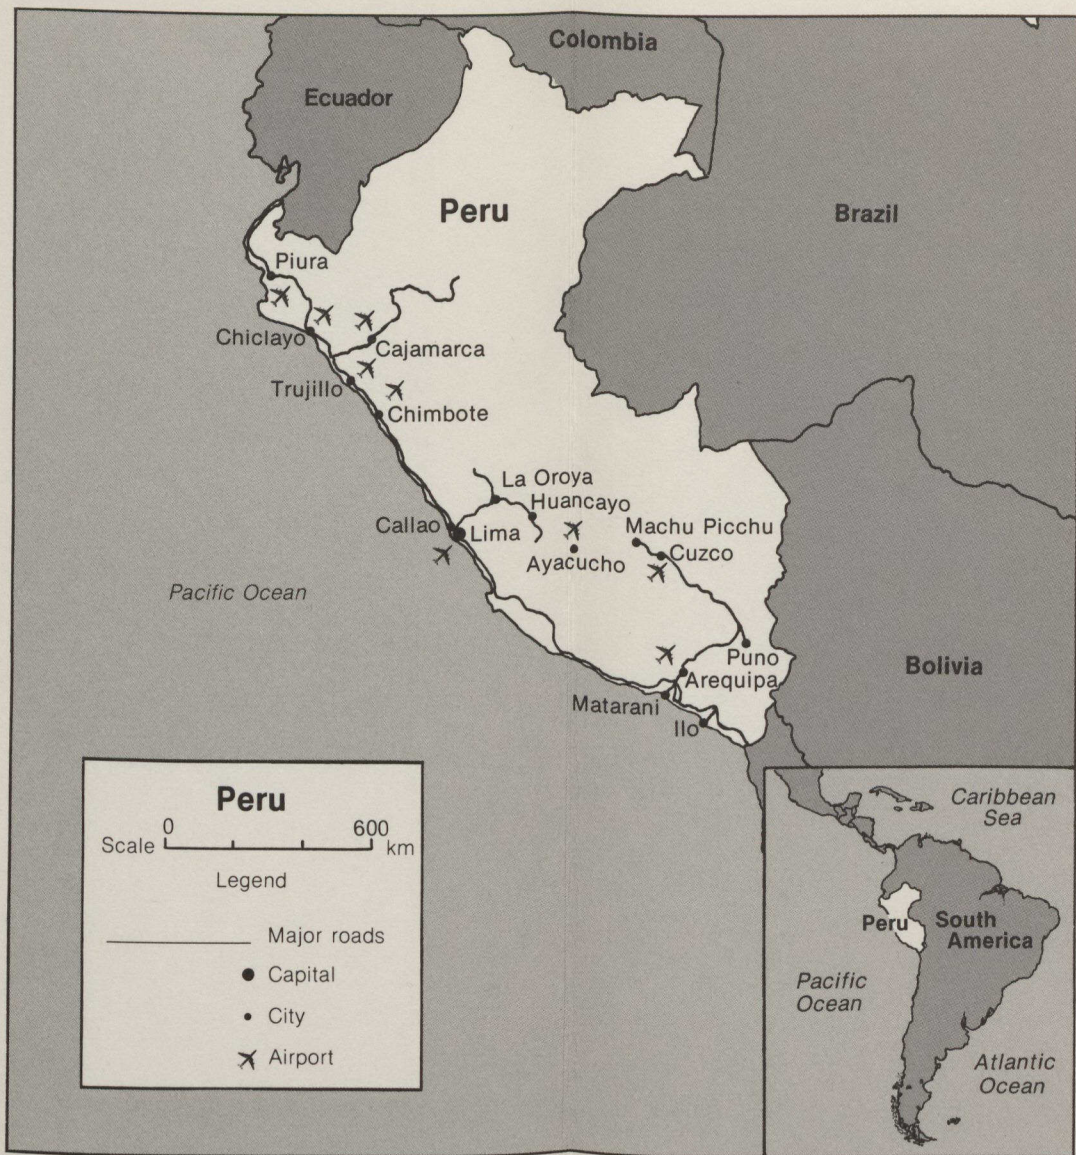 Colombia
Ecuador
Peru
Brazil
Piura
Chiclayo
Cajamarca
Trujillo
Chimbote
La Oroya
Huancayo
Callao
Lima
Machu Picchu
Cuzco
Ayacucho
Pacific Ocean
Puno
Arequipa
Bolivia
Matarani
Ilo
Peru
0 600
Scale km
Legend
Major roads
Capital
City
Airport
Caribbean
Sea
Peru
South
America
Pacific
Ocean
Atlantic
Ocean